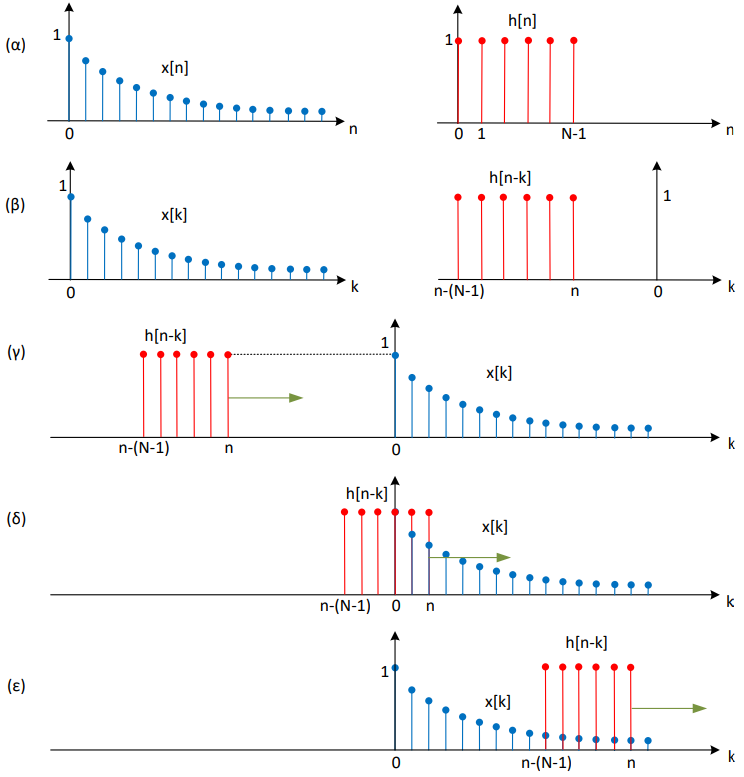 (α)
1
x[n]
0
n
h[n]
1
0 1 N-1
n
(β)
1
x[k]
0
k
h[n-k]
1
n-(N-1) n 0
k
(γ)
h[n-k]
1
x[k]
n-(N-1) n 0
k
(δ)
h[n-k]
x[k]
n-(N-1) 0 n
k
(ε)
1
x[k]
h[n-k]
0 n-(N-1) n
k